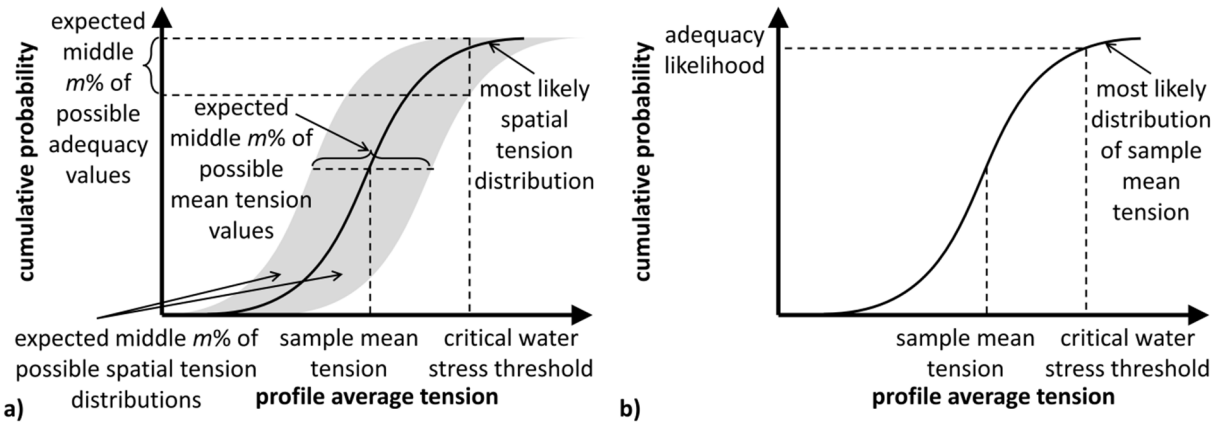 expected
middle
m% of
possible
adequacy
values
cumulative probability
expected
middle m% of
possible
mean tension
values
most likely
spatial
tension
distribution
expected middle m% of
possible spatial tension
distributions
sample mean
tension
critical water
stress threshold
profile average tension
a)
adequacy
likelihood
cumulative probability
most likely
distribution
of sample
mean
tension
sample mean
tension
critical water
stress threshold
profile average tension
b)